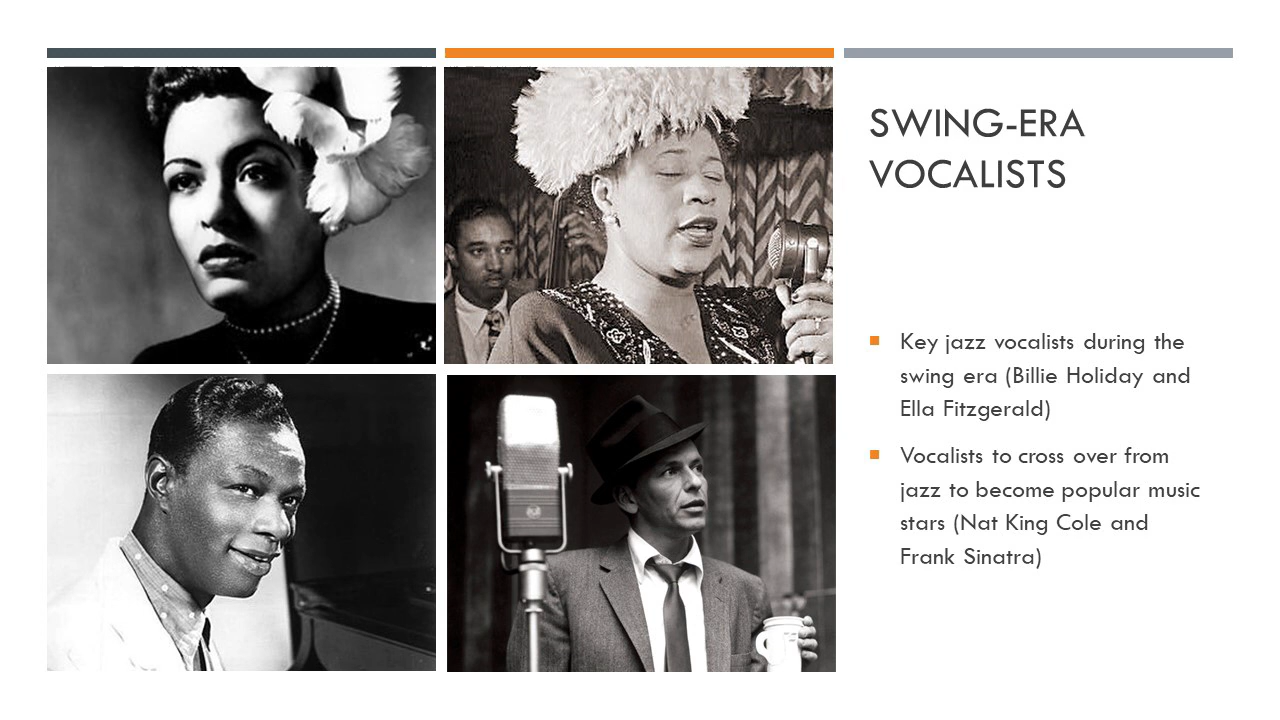 SWING-ERA
VOCALISTS
Key jazz vocalists during the
swing era (Billie Holiday and
Ella Fitzgerald)
Vocalists to cross over from
jazz to become popular music
stars (Nat King Cole and
Frank Sinatra)